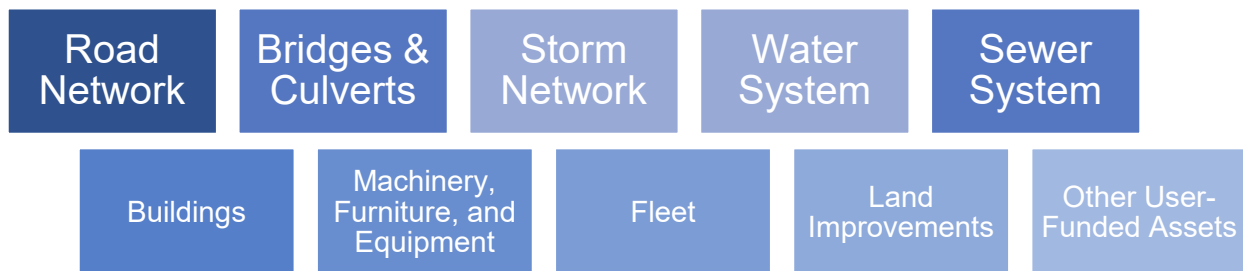 Road
Network
Bridges &
Culverts
Storm
Network
Water
System
Sewer
System
Buildings
Machinery,
Furniture, and
Equipment
Fleet
Land
Improvements
Other User-
Funded Assets